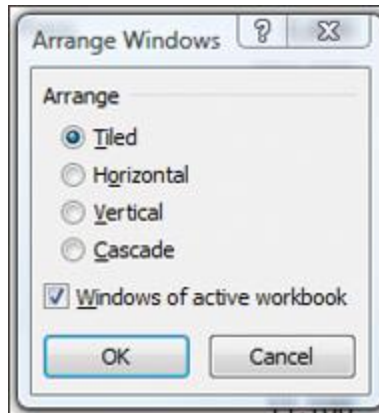 Arrange Windows
Arrange
Tiled
Horizontal
Vertical
Cascade
Windows of active workbook
OK
Cancel